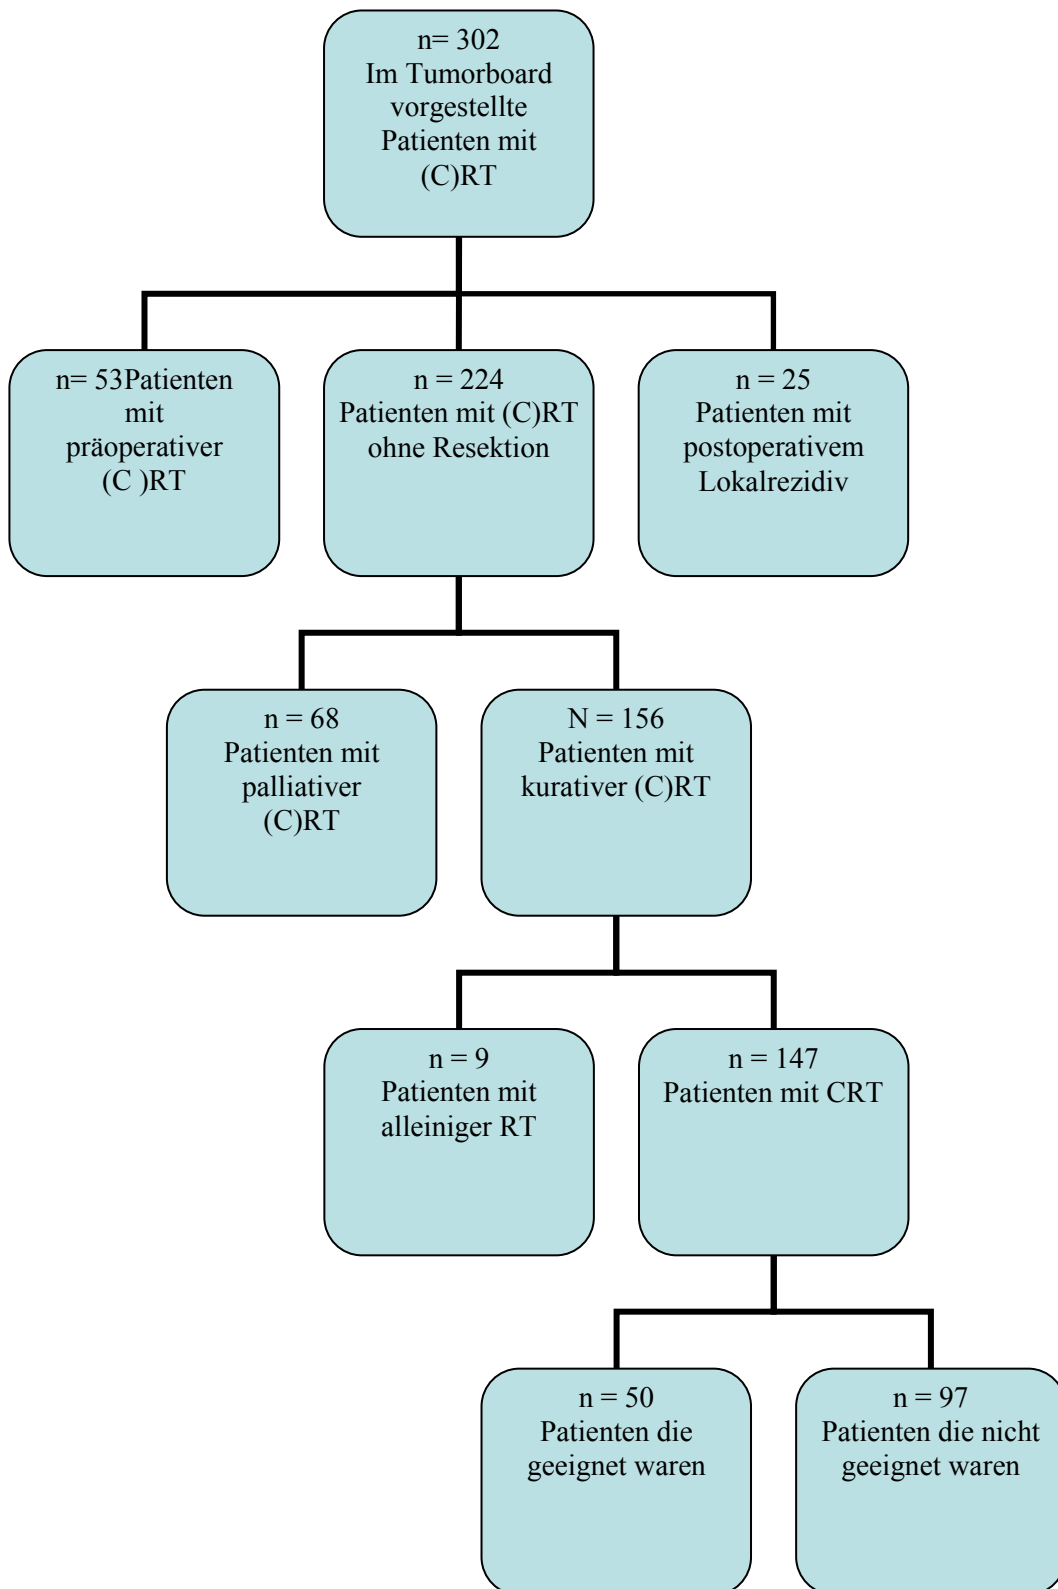 n= 302
Im Tumorboard
vorgestellte
Patienten mit
(C)RT
n= 53Patienten
mit
präoperativer
(C )RT
n = 224
Patienten mit (C)RT
ohne Resektion
n = 25
Patienten mit
postoperativem
Lokalrezidiv
n = 68
Patienten mit
palliativer
(C)RT
N = 156
Patienten mit
kurativer (C)RT
n = 9
Patienten mit
alleiniger RT
n = 147
Patienten mit CRT
n = 50
Patienten die
geeignet waren
n = 97
Patienten die nicht
geeignet waren